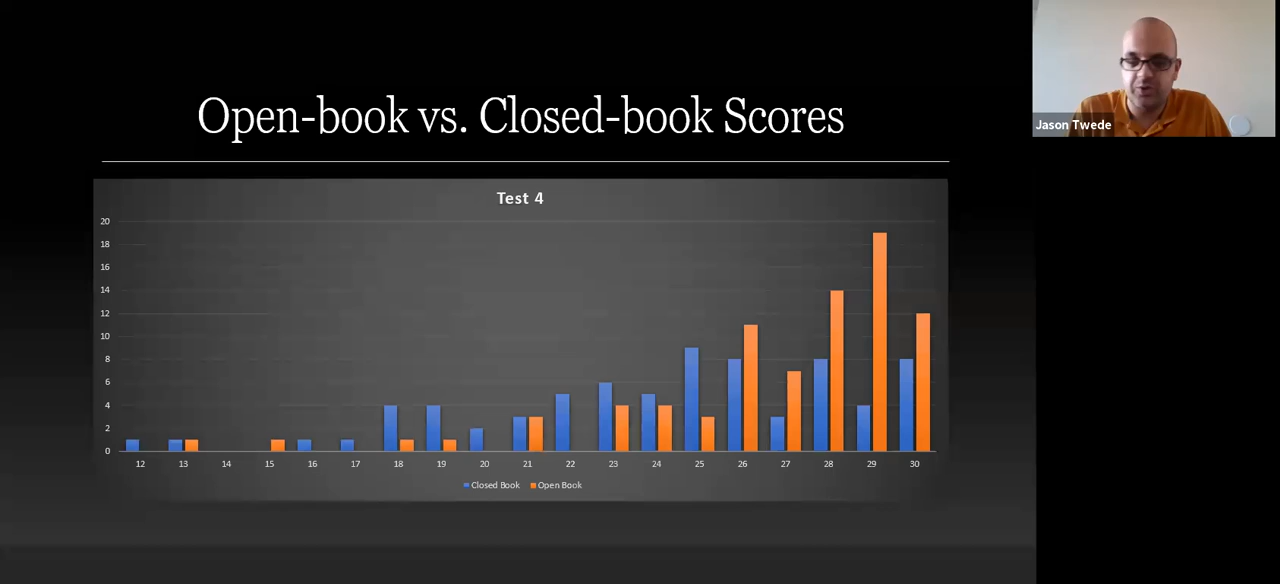 Open-book vs. Closed-book Scores
Jason Twede
Test 4
20
18
16
14
12
10
8
6
4
2
0
12 13 14 15 16 17 18 19 20 21 22 23 24 25 26 27 28 29 30
Closed Book Open Book